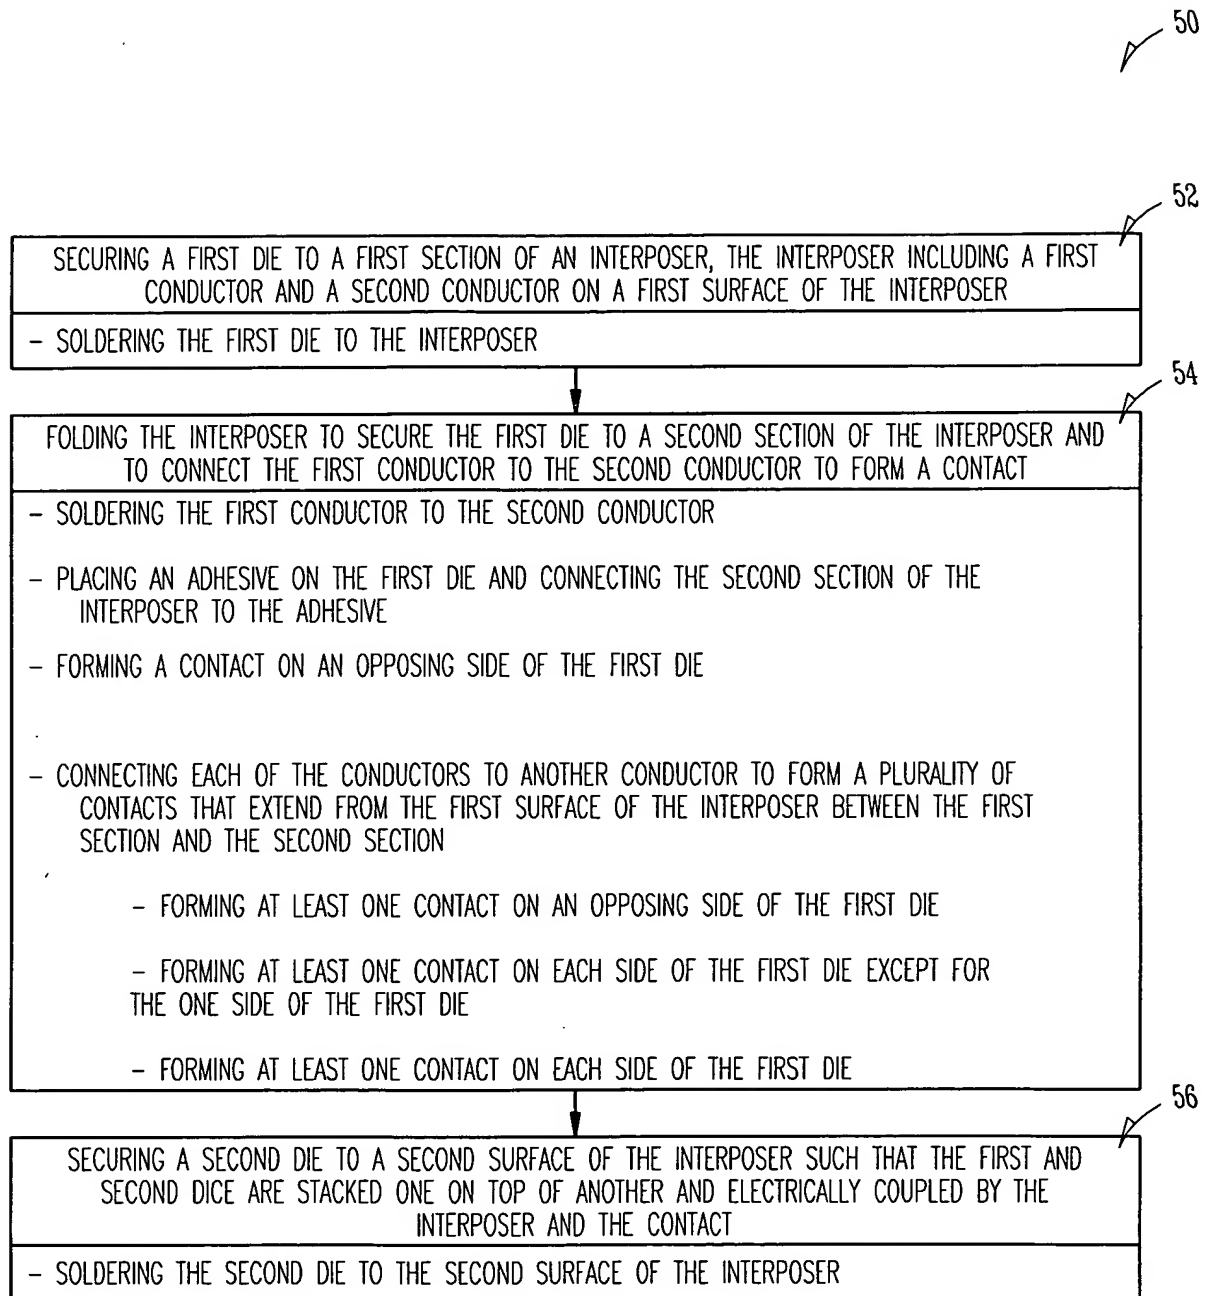 50
52
SECURING A FIRST DIE TO A FIRST SECTION OF AN INTERPOSER, THE INTERPOSER INCLUDING A FIRST
CONDUCTOR AND A SECOND CONDUCTOR ON A FIRST SURFACE OF THE INTERPOSER
– SOLDERING THE FIRST DIE TO THE INTERPOSER
54
FOLDING THE INTERPOSER TO SECURE THE FIRST DIE TO A SECOND SECTION OF THE INTERPOSER AND
TO CONNECT THE FIRST CONDUCTOR TO THE SECOND CONDUCTOR TO FORM A CONTACT
– SOLDERING THE FIRST CONDUCTOR TO THE SECOND CONDUCTOR
– PLACING AN ADHESIVE ON THE FIRST DIE AND CONNECTING THE SECOND SECTION OF THE
INTERPOSER TO THE ADHESIVE
– FORMING A CONTACT ON AN OPPOSING SIDE OF THE FIRST DIE
– CONNECTING EACH OF THE CONDUCTORS TO ANOTHER CONDUCTOR TO FORM A PLURALITY OF
CONTACTS THAT EXTEND FROM THE FIRST SURFACE OF THE INTERPOSER BETWEEN THE FIRST
SECTION AND THE SECOND SECTION
– FORMING AT LEAST ONE CONTACT ON AN OPPOSING SIDE OF THE FIRST DIE
– FORMING AT LEAST ONE CONTACT ON EACH SIDE OF THE FIRST DIE EXCEPT FOR
THE ONE SIDE OF THE FIRST DIE
– FORMING AT LEAST ONE CONTACT ON EACH SIDE OF THE FIRST DIE
56
SECURING A SECOND DIE TO A SECOND SURFACE OF THE INTERPOSER SUCH THAT THE FIRST AND
SECOND DICE ARE STACKED ONE ON TOP OF ANOTHER AND ELECTRICALLY COUPLED BY THE
INTERPOSER AND THE CONTACT
– SOLDERING THE SECOND DIE TO THE SECOND SURFACE OF THE INTERPOSER